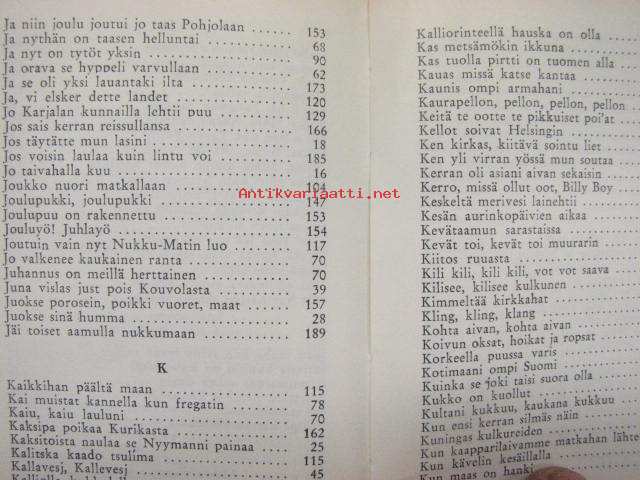 Ja niin joulu joutui jo taas Pohjolaan ........ 153
Ja nythän on taasen helluntai ........ 68
Ja nyt on tytöt yksin ........ 90
Ja orava se hyppeli varvullaan ........ 62
Ja se oli yksi lauantaki ilta ........ 173
Ja, vi elsker dette landet ........ 120
Jo Karjalan kunnailla lehtii puu ........ 129
Jos sais kerran reissullansa ........ 166
Jos täytätte mun lasini ........ 18
Jos voisin laulaa kuin lintu voi ........ 185
Jo taivahalla kuu ........ 16
Joukko nuori matkallaan ........ 104
Joulupukki, joulupukki ........ 147
Joulupuu on rakennettu ........ 153
Jouluyö! Juhlayö ........ 154
Joutuin vain nyt Nukku-Matin luo ........ 117
Jo valkenee kaukainen ranta ........ 70
Juhannus on meillä herttainen ........ 70
Juna vislas just pois Kouvolasta ........ 39
Juokse porosein, poikki vuoret, maat ........ 157
Juokse sinä humma ........ 28
Jäi toiset aamulla nukkumaan ........ 189
K
Kaikkihan päältä maan ........ 115
Kai muistat kannella kun fregatin ........ 78
Kaiu, kaiu lauluni ........ 70
Kaksipa poikaa Kurikasta ........ 162
Kaksitoista naulaa se Nyymanni painaa ........ 25
Kalitska kaado tsulima ........ 115
Kallavesj, Kallevesj ........ 45
Kalliorinteellä hauska on olla
Kas metsämökin ikkuna
Kas tuolla pirtti on tuomen alla
Kauas missä katse kantaa
Kaunis ompi armahani
Kaurapellon, pellon, pellon, pellon
Keitä te ootte te pikkuiset poi'at
Kellot soivat Helsingin
Ken kirkas, kiitävä sointu liet
Ken yli virran yössä mun soutaa
Kerran oli asiani aivan sekaisin
Kerro, missä ollut oot, Billy Boy
Keskeltä merivesi lainehtii
Kesän aurinkopäivien aikaa
Kevätaamun sarastaissa
Kevät toi, kevät toi muurarin
Kiitos ruuasta
Kili kili, kili kili, vot vot saava
Kilisee, kilisee kulkunen
Kimmeltää kirkkahat
Kling, kling, klang
Kohta aivan, kohta aivan
Koivun oksat, hoikat ja ropsat
Korkeella puussa varis
Kotimaani ompi Suomi
Kuinka se joki taisi suora olla
Kukko on kuollut
Kultani kukkuu, kaukana kukkuu
Kun ensi kerran silmäs näin
Kuningas kulkureiden
Kun kaapparilaivamme matkahan lähte
Kun kävelin kesäillalla
Kun maas on hanki
Antikvariaatti.net